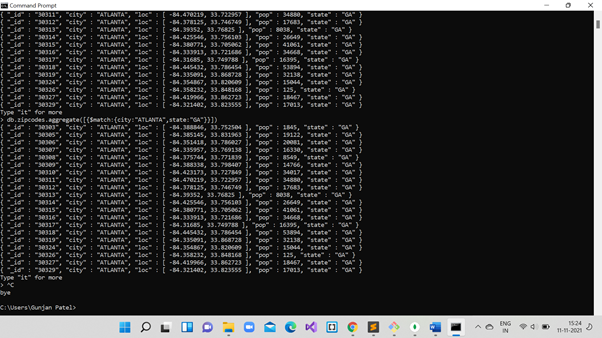 Command Prompt
{ "_id" : "30311", "city" : "ATLANTA", "loc" : [ -84.470219, 33.722957 ], "pop" : 34880, "state" : "GA" }
{ "_id" : "30312", "city" : "ATLANTA", "loc" : [ -84.378125, 33.746749 ], "pop" : 17683, "state" : "GA" }
{ "_id" : "30313", "city" : "ATLANTA", "loc" : [ -84.39352, 33.76825 ], "pop" : 8038, "state" : "GA" }
{ "_id" : "30314", "city" : "ATLANTA", "loc" : [ -84.425546, 33.756103 ], "pop" : 26649, "state" : "GA" }
{ "_id" : "30315", "city" : "ATLANTA", "loc" : [ -84.380771, 33.705062 ], "pop" : 41061, "state" : "GA" }
{ "_id" : "30316", "city" : "ATLANTA", "loc" : [ -84.333913, 33.721686 ], "pop" : 34668, "state" : "GA" }
{ "_id" : "30317", "city" : "ATLANTA", "loc" : [ -84.31685, 33.749788 ], "pop" : 16395, "state" : "GA" }
{ "_id" : "30318", "city" : "ATLANTA", "loc" : [ -84.445432, 33.786454 ], "pop" : 53894, "state" : "GA" }
{ "_id" : "30319", "city" : "ATLANTA", "loc" : [ -84.335091, 33.868728 ], "pop" : 32138, "state" : "GA" }
{ "_id" : "30324", "city" : "ATLANTA", "loc" : [ -84.354867, 33.820609 ], "pop" : 15044, "state" : "GA" }
{ "_id" : "30326", "city" : "ATLANTA", "loc" : [ -84.358232, 33.848168 ], "pop" : 125, "state" : "GA" }
{ "_id" : "30327", "city" : "ATLANTA", "loc" : [ -84.419966, 33.862723 ], "pop" : 18467, "state" : "GA" }
{ "_id" : "30329", "city" : "ATLANTA", "loc" : [ -84.321402, 33.823555 ], "pop" : 17013, "state" : "GA" }
Type "it" for more
> db.zipcodes.aggregate([{$match:{city:"ATLANTA",state:"GA"}}])
{ "_id" : "30303", "city" : "ATLANTA", "loc" : [ -84.388846, 33.752504 ], "pop" : 1845, "state" : "GA" }
{ "_id" : "30305", "city" : "ATLANTA", "loc" : [ -84.385145, 33.831963 ], "pop" : 19122, "state" : "GA" }
{ "_id" : "30306", "city" : "ATLANTA", "loc" : [ -84.351418, 33.786027 ], "pop" : 20081, "state" : "GA" }
{ "_id" : "30307", "city" : "ATLANTA", "loc" : [ -84.335957, 33.769138 ], "pop" : 16330, "state" : "GA" }
{ "_id" : "30308", "city" : "ATLANTA", "loc" : [ -84.375744, 33.771839 ], "pop" : 8549, "state" : "GA" }
{ "_id" : "30309", "city" : "ATLANTA", "loc" : [ -84.388338, 33.798407 ], "pop" : 14766, "state" : "GA" }
{ "_id" : "30310", "city" : "ATLANTA", "loc" : [ -84.423173, 33.727849 ], "pop" : 34017, "state" : "GA" }
{ "_id" : "30311", "city" : "ATLANTA", "loc" : [ -84.470219, 33.722957 ], "pop" : 34880, "state" : "GA" }
{ "_id" : "30312", "city" : "ATLANTA", "loc" : [ -84.378125, 33.746749 ], "pop" : 17683, "state" : "GA" }
{ "_id" : "30313", "city" : "ATLANTA", "loc" : [ -84.39352, 33.76825 ], "pop" : 8038, "state" : "GA" }
{ "_id" : "30314", "city" : "ATLANTA", "loc" : [ -84.425546, 33.756103 ], "pop" : 26649, "state" : "GA" }
{ "_id" : "30315", "city" : "ATLANTA", "loc" : [ -84.380771, 33.705062 ], "pop" : 41061, "state" : "GA" }
{ "_id" : "30316", "city" : "ATLANTA", "loc" : [ -84.333913, 33.721686 ], "pop" : 34668, "state" : "GA" }
{ "_id" : "30317", "city" : "ATLANTA", "loc" : [ -84.31685, 33.749788 ], "pop" : 16395, "state" : "GA" }
{ "_id" : "30318", "city" : "ATLANTA", "loc" : [ -84.445432, 33.786454 ], "pop" : 53894, "state" : "GA" }
{ "_id" : "30319", "city" : "ATLANTA", "loc" : [ -84.335091, 33.868728 ], "pop" : 32138, "state" : "GA" }
{ "_id" : "30324", "city" : "ATLANTA", "loc" : [ -84.354867, 33.820609 ], "pop" : 15044, "state" : "GA" }
{ "_id" : "30326", "city" : "ATLANTA", "loc" : [ -84.358232, 33.848168 ], "pop" : 125, "state" : "GA" }
{ "_id" : "30327", "city" : "ATLANTA", "loc" : [ -84.419966, 33.862723 ], "pop" : 18467, "state" : "GA" }
{ "_id" : "30329", "city" : "ATLANTA", "loc" : [ -84.321402, 33.823555 ], "pop" : 17013, "state" : "GA" }
Type "it" for more
> ^C
bye
C:\Users\Gunjan Patel>
ENG
IN
15:24
11-11-2021